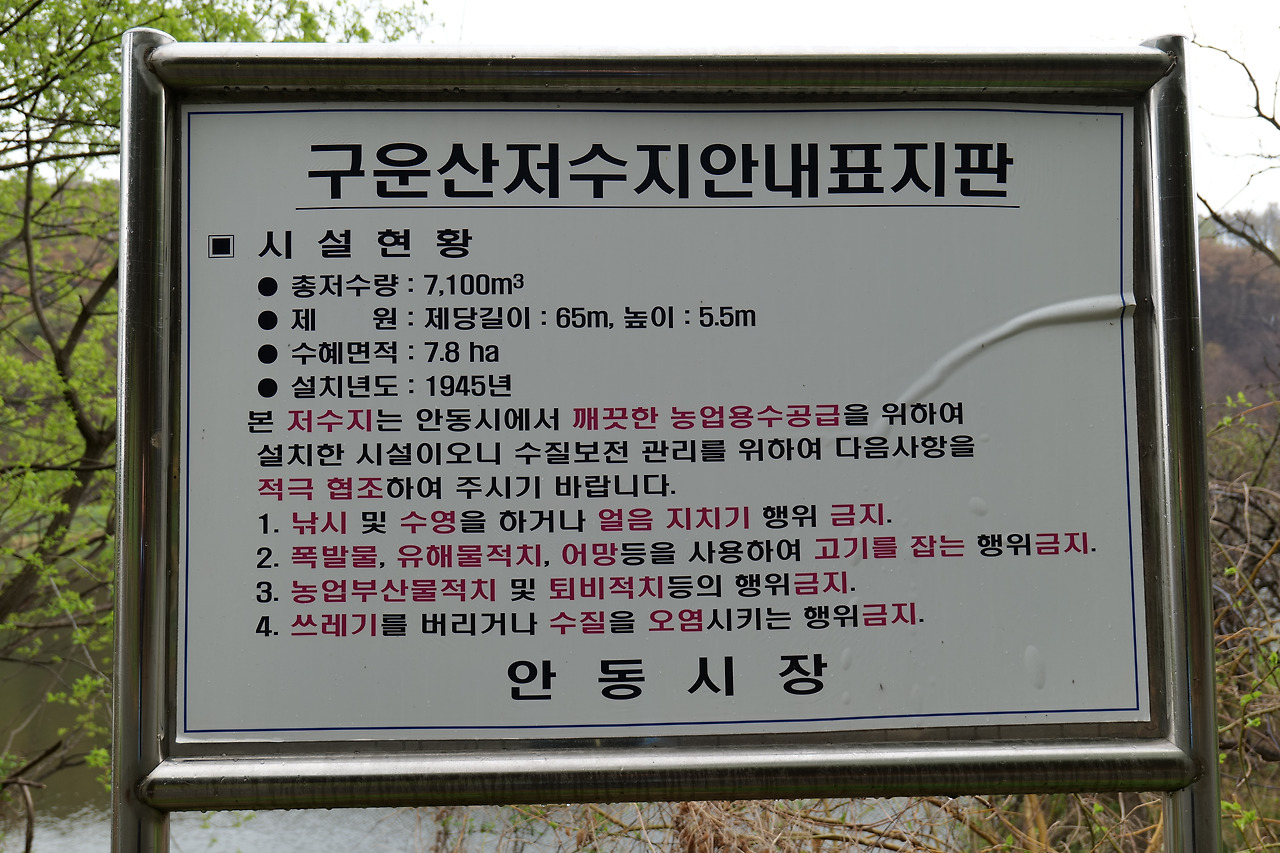 구운산저수지안내표지판
▣ 시 설 현 황
● 총저수량 : 7,100m³
● 제 원 : 제당길이 : 65m, 높이 : 5.5m
● 수혜면적 : 7.8 ha
● 설치년도 : 1945년
본 저수지는 안동시에서 깨끗한 농업용수공급을 위하여
설치한 시설이오니 수질보전 관리를 위하여 다음사항을
적극 협조하여 주시기 바랍니다.
1. 낚시 및 수영을 하거나 얼음 지치기 행위 금지.
2. 폭발물, 유해물적치, 어망등을 사용하여 고기를 잡는 행위금지.
3. 농업부산물적치 및 퇴비적치등의 행위금지.
4. 쓰레기를 버리거나 수질을 오염시키는 행위금지.
안 동 시 장